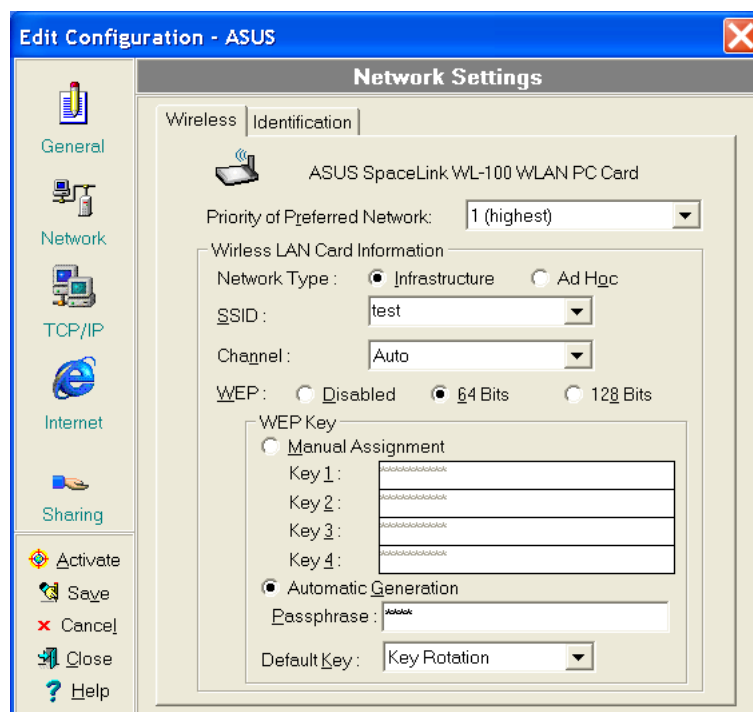 Edit Configuration - ASUS
Network Settings
General
Network
TCP/IP
Internet
Sharing
Activate
Save
Cancel
Close
Help
Wireless
Identification
ASUS SpaceLink WL-100 WLAN PC Card
Priority of Preferred Network: 1 (highest)
Wirless LAN Card Information
Network Type : Infrastructure Ad Hoc
SSID : test
Channel : Auto
WEP : Disabled 64 Bits 128 Bits
WEP Key
Manual Assignment
Key 1 : **********
Key 2 : **********
Key 3 : **********
Key 4 : **********
Automatic Generation
Passphrase : ****
Default Key : Key Rotation